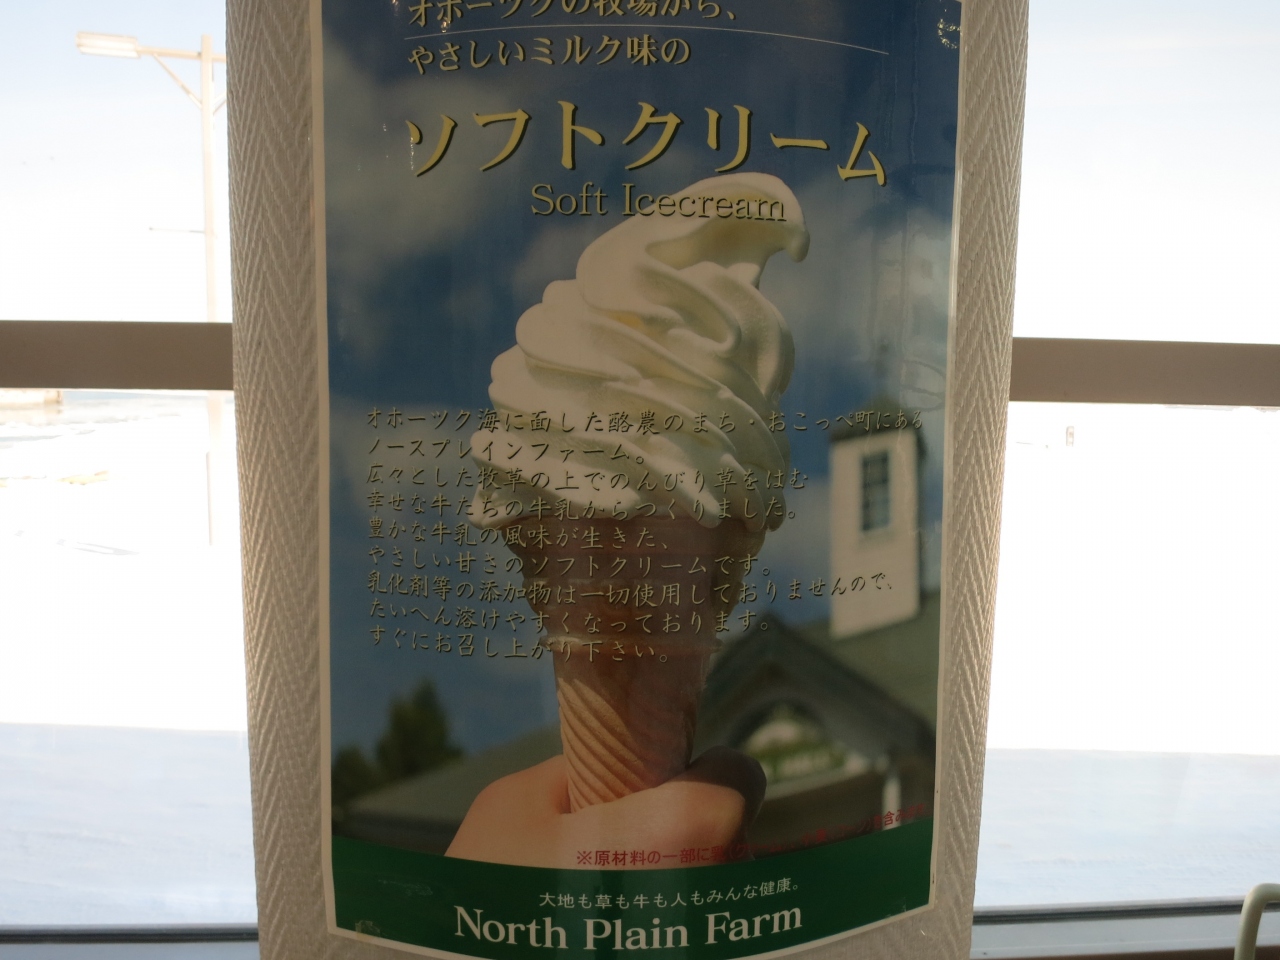 オホーツクの牧場から、
やさしいミルク味の
ソフトクリーム
Soft Icecream
オホーツク海に面した酪農のまち・おこっぺ町にある
ノースプレインファーム。
広々とした牧草の上でのんびり草をはむ
幸せな牛たちの牛乳からつくりました。
豊かな牛乳の風味が生きた、
やさしい甘さのソフトクリームです。
乳化剤等の添加物は一切使用しておりませんので、
たいへん溶けやすくなっております。
すぐにお召し上がり下さい。
※原材料の一部に
大地も草も牛も人もみんな健康。
North Plain Farm